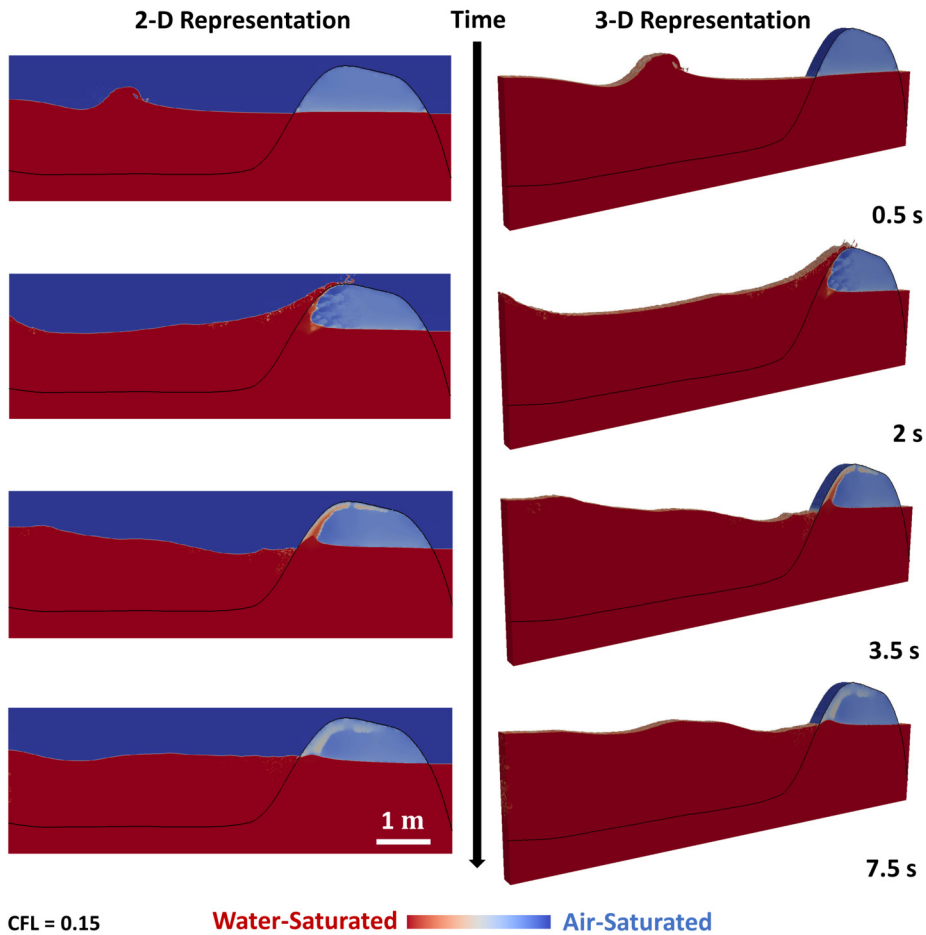 2-D Representation
Time
3-D Representation
0.5 s
2 s
3.5 s
7.5 s
1 m
CFL = 0.15
Water-Saturated
Air-Saturated